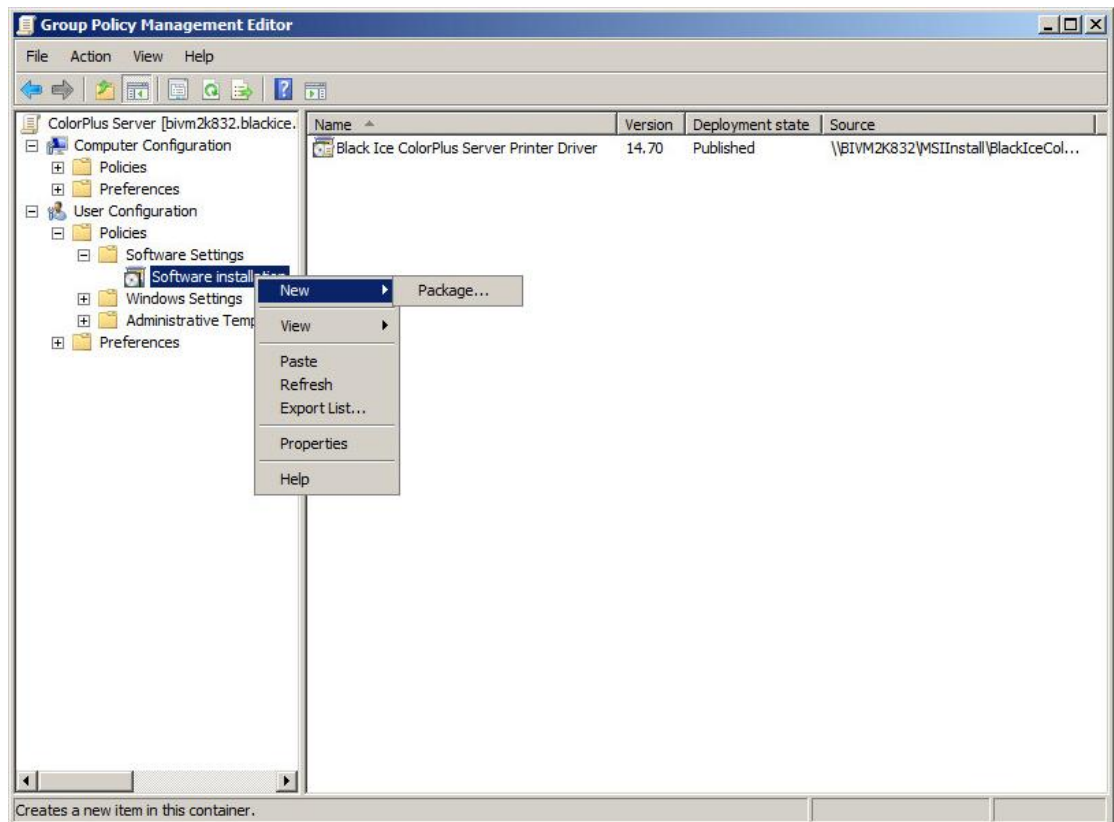 Group Policy Management Editor
File Action View Help
ColorPlus Server [bivm2k832.blackice.
Computer Configuration
Policies
Preferences
User Configuration
Policies
Software Settings
Software installation
Windows Settings
Administrative Temp
Preferences
Name Version Deployment state Source
Black Ice ColorPlus Server Printer Driver 14.70 Published \\BIVM2K832\MSIInstall\BlackIceCol...
New
View
Paste
Refresh
Export List...
Properties
Help
Package...
Creates a new item in this container.